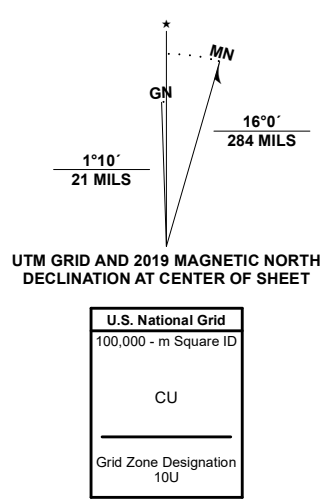 ★
MN
GN
16°0´
284 MILS
1°10´
21 MILS
UTM GRID AND 2019 MAGNETIC NORTH
DECLINATION AT CENTER OF SHEET
U.S. National Grid
100,000 - m Square ID
CU
Grid Zone Designation
10U